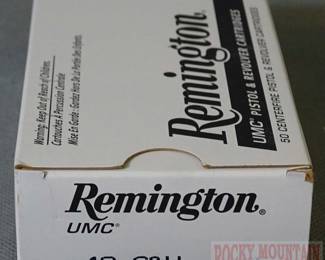 Warning: Keep Out of Reach of Children.
Cartouches A Percussion Centrale
Mise En Garde: Gardez Hors De La Portée Des Enfants.
Remington®
UMC® PISTOL & REVOLVER CARTRIDGES
50 CENTERFIRE PISTOL & REVOLVER CARTRIDGES
Remington®
UMC®
ROCKY MOUNTAIN